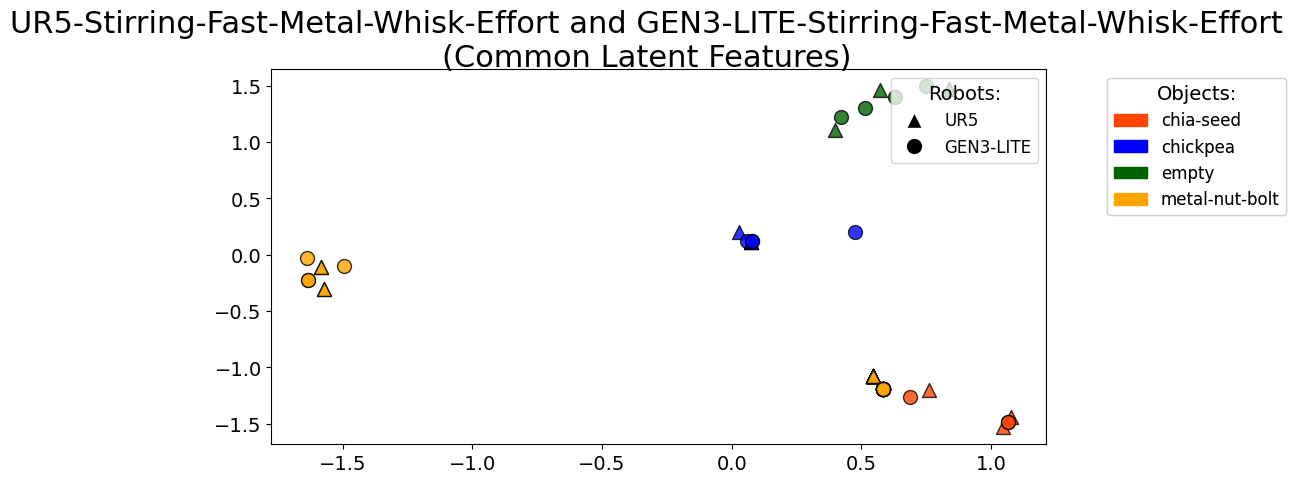 UR5-Stirring-Fast-Metal-Whisk-Effort and GEN3-LITE-Stirring-Fast-Metal-Whisk-Effort
(Common Latent Features)
1.5
1.0
0.5
0.0
−0.5
−1.0
−1.5
−1.5
−1.0
−0.5
0.0
0.5
1.0
Robots:
UR5
GEN3-LITE
Objects:
chia-seed
chickpea
empty
metal-nut-bolt